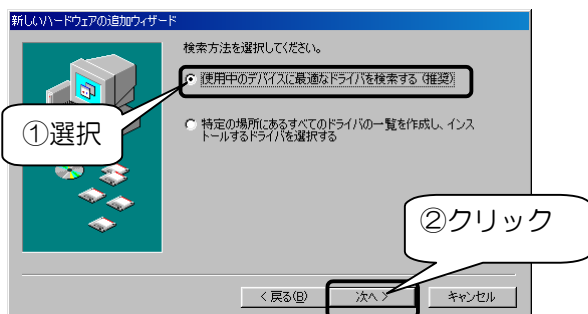 新しいハードウェアの追加ウィザード
検索方法を選択してください。
使用中のデバイスに最適なドライバを検索する (推奨)
①選択
特定の場所にあるすべてのドライバの一覧を作成し、インス
トールするドライバを選択する
②クリック
< 戻る(B)
次へ >
キャンセル